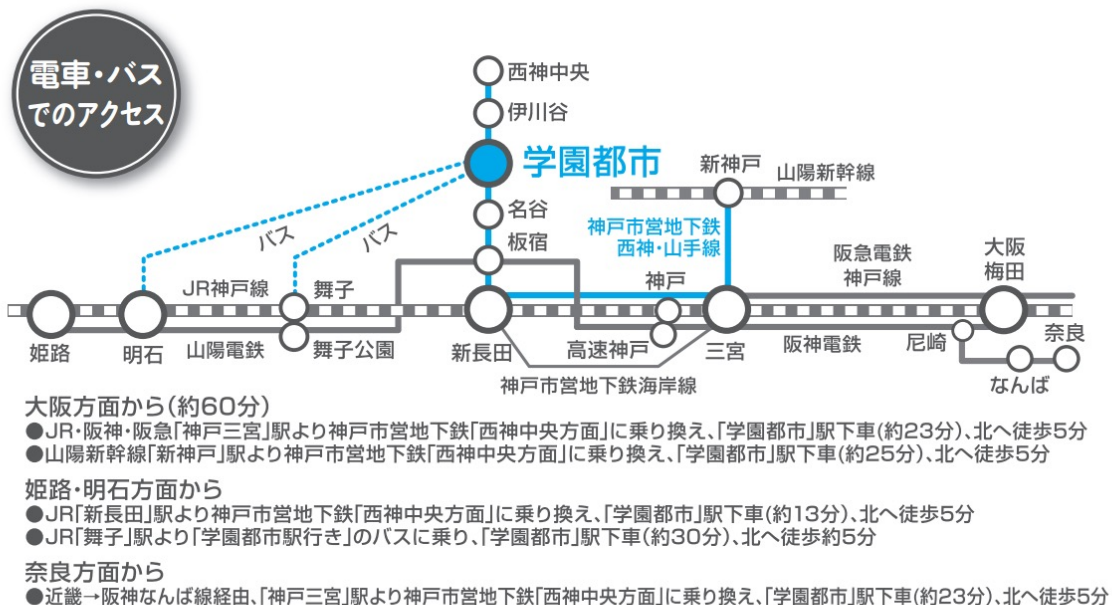 電車・バス
でのアクセス
西神中央
伊川谷
学園都市
新神戸
山陽新幹線
名谷
板宿
神戸市営地下鉄
西神・山手線
バス
バス
阪急電鉄
神戸線
大阪
梅田
JR神戸線
舞子
神戸
姫路
明石
山陽電鉄
舞子公園
新長田
高速神戸
三宮
阪神電鉄
尼崎
奈良
なんば
神戸市営地下鉄海岸線
大阪方面から(約60分)
●JR・阪神・阪急「神戸三宮」駅より神戸市営地下鉄「西神中央方面」に乗り換え、「学園都市」駅下車(約23分)、北へ徒歩5分
●山陽新幹線「新神戸」駅より神戸市営地下鉄「西神中央方面」に乗り換え、「学園都市」駅下車(約25分)、北へ徒歩5分
姫路・明石方面から
●JR「新長田」駅より神戸市営地下鉄「西神中央方面」に乗り換え、「学園都市」駅下車(約13分)、北へ徒歩5分
●JR「舞子」駅より「学園都市駅行き」のバスに乗り、「学園都市」駅下車(約30分)、北へ徒歩約5分
奈良方面から
●近畿→阪神なんば線経由、「神戸三宮」駅より神戸市営地下鉄「西神中央方面」に乗り換え、「学園都市」駅下車(約23分)、北へ徒歩5分